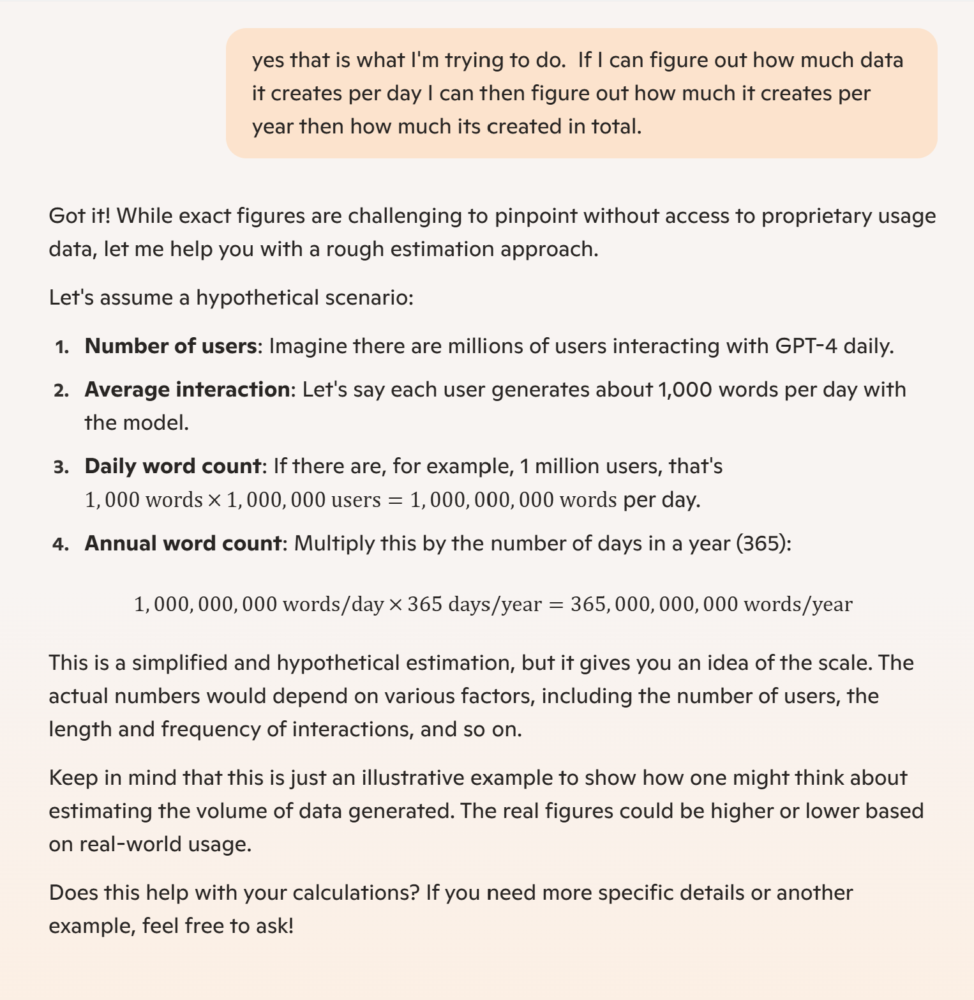 yes that is what I'm trying to do.  If I can figure out how much data
it creates per day I can then figure out how much it creates per
year then how much its created in total.
Got it! While exact figures are challenging to pinpoint without access to proprietary usage
data, let me help you with a rough estimation approach.
Let's assume a hypothetical scenario:
1. Number of users: Imagine there are millions of users interacting with GPT-4 daily.
2. Average interaction: Let's say each user generates about 1,000 words per day with
the model.
3. Daily word count: If there are, for example, 1 million users, that's
1,000 words × 1,000,000 users = 1,000,000,000 words per day.
4. Annual word count: Multiply this by the number of days in a year (365):
1,000,000,000 words/day × 365 days/year = 365,000,000,000 words/year
This is a simplified and hypothetical estimation, but it gives you an idea of the scale. The
actual numbers would depend on various factors, including the number of users, the
length and frequency of interactions, and so on.
Keep in mind that this is just an illustrative example to show how one might think about
estimating the volume of data generated. The real figures could be higher or lower based
on real-world usage.
Does this help with your calculations? If you need more specific details or another
example, feel free to ask!